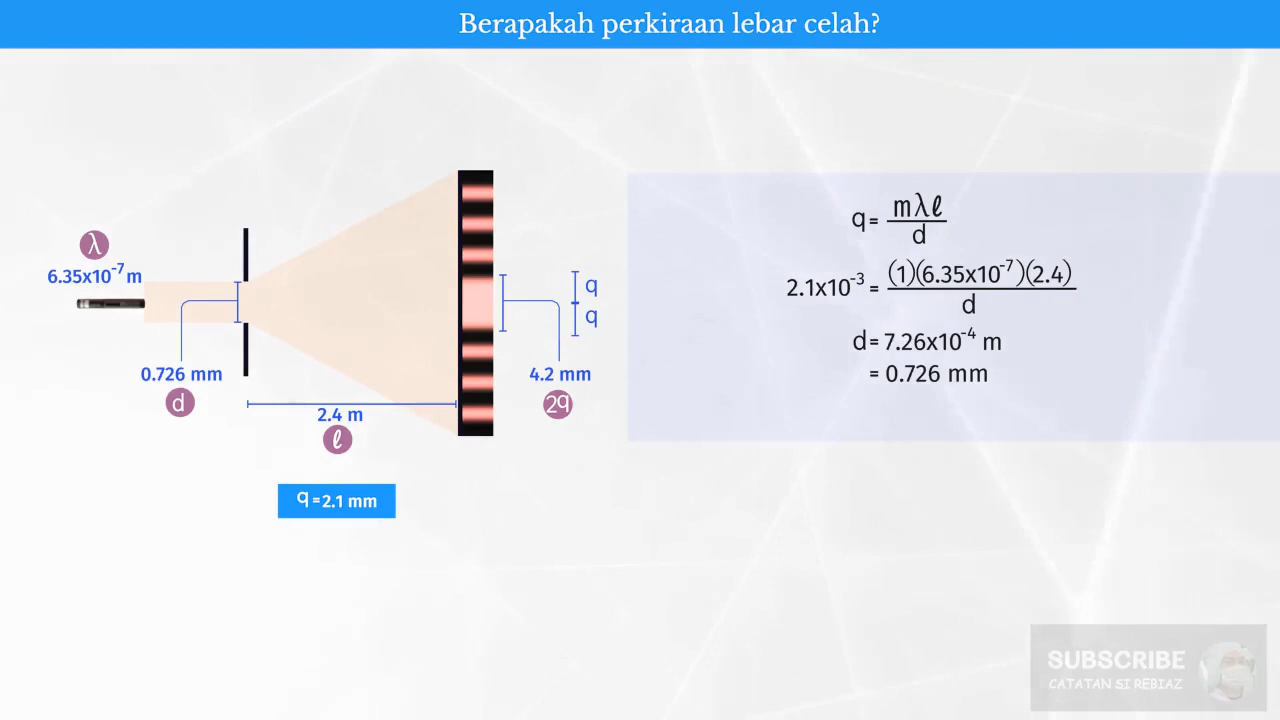 Berapakah perkiraan lebar celah?
λ
6.35x10⁻⁷ m
0.726 mm
d
2.4 m
ℓ
q
q
4.2 mm
2q
q = 2.1 mm
q = mλℓ / d
2.1x10⁻³ = (1)(6.35x10⁻⁷)(2.4) / d
d = 7.26x10⁻⁴ m
= 0.726 mm
SUBSCRIBE
CATATAN SI REBIAZ